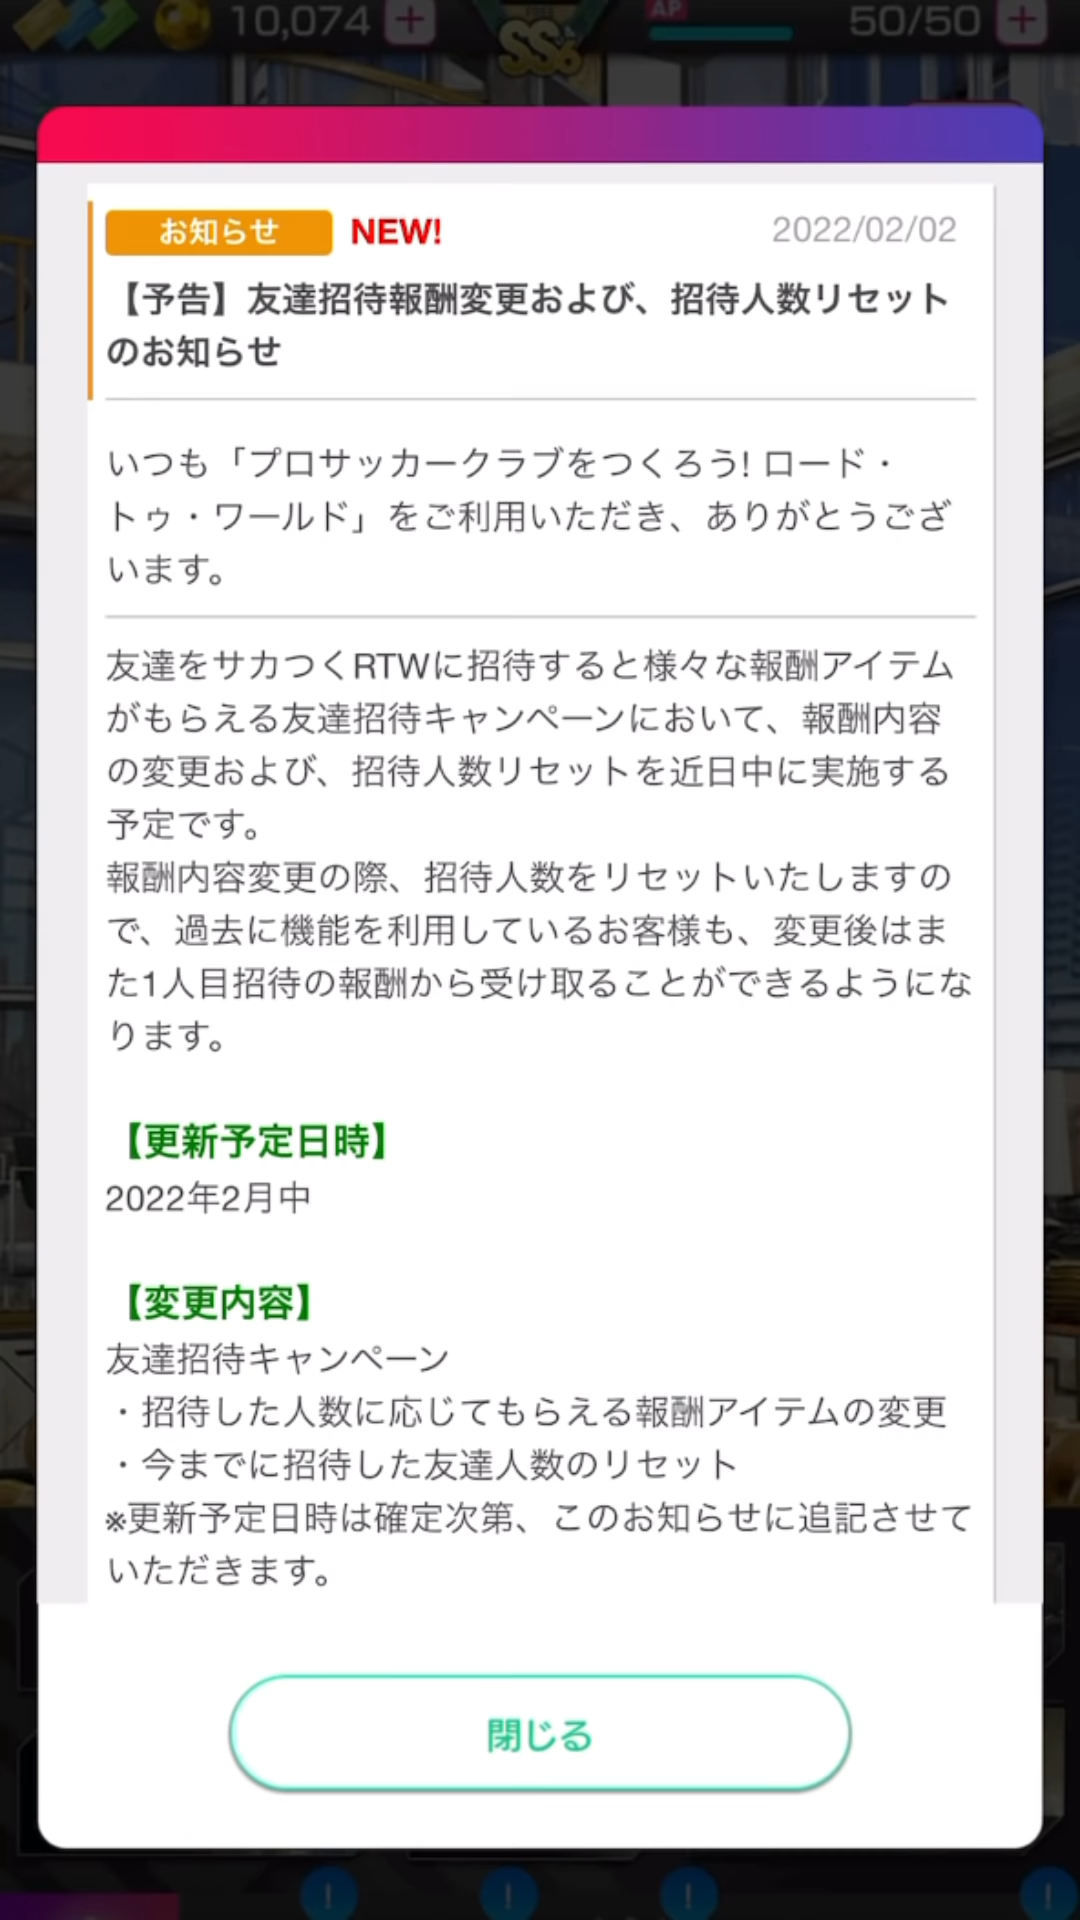 10,074
SS6
AP
50/50
お知らせ NEW! 2022/02/02
【予告】友達招待報酬変更および、招待人数リセット
のお知らせ
いつも「プロサッカークラブをつくろう! ロード・
トゥ・ワールド」をご利用いただき、ありがとうござ
います。
友達をサカつくRTWに招待すると様々な報酬アイテム
がもらえる友達招待キャンペーンにおいて、報酬内容
の変更および、招待人数リセットを近日中に実施する
予定です。
報酬内容変更の際、招待人数をリセットいたしますの
で、過去に機能を利用しているお客様も、変更後はま
た1人目招待の報酬から受け取ることができるようにな
ります。
【更新予定日時】
2022年2月中
【変更内容】
友達招待キャンペーン
・招待した人数に応じてもらえる報酬アイテムの変更
・今までに招待した友達人数のリセット
※更新予定日時は確定次第、このお知らせに追記させて
いただきます。
閉じる